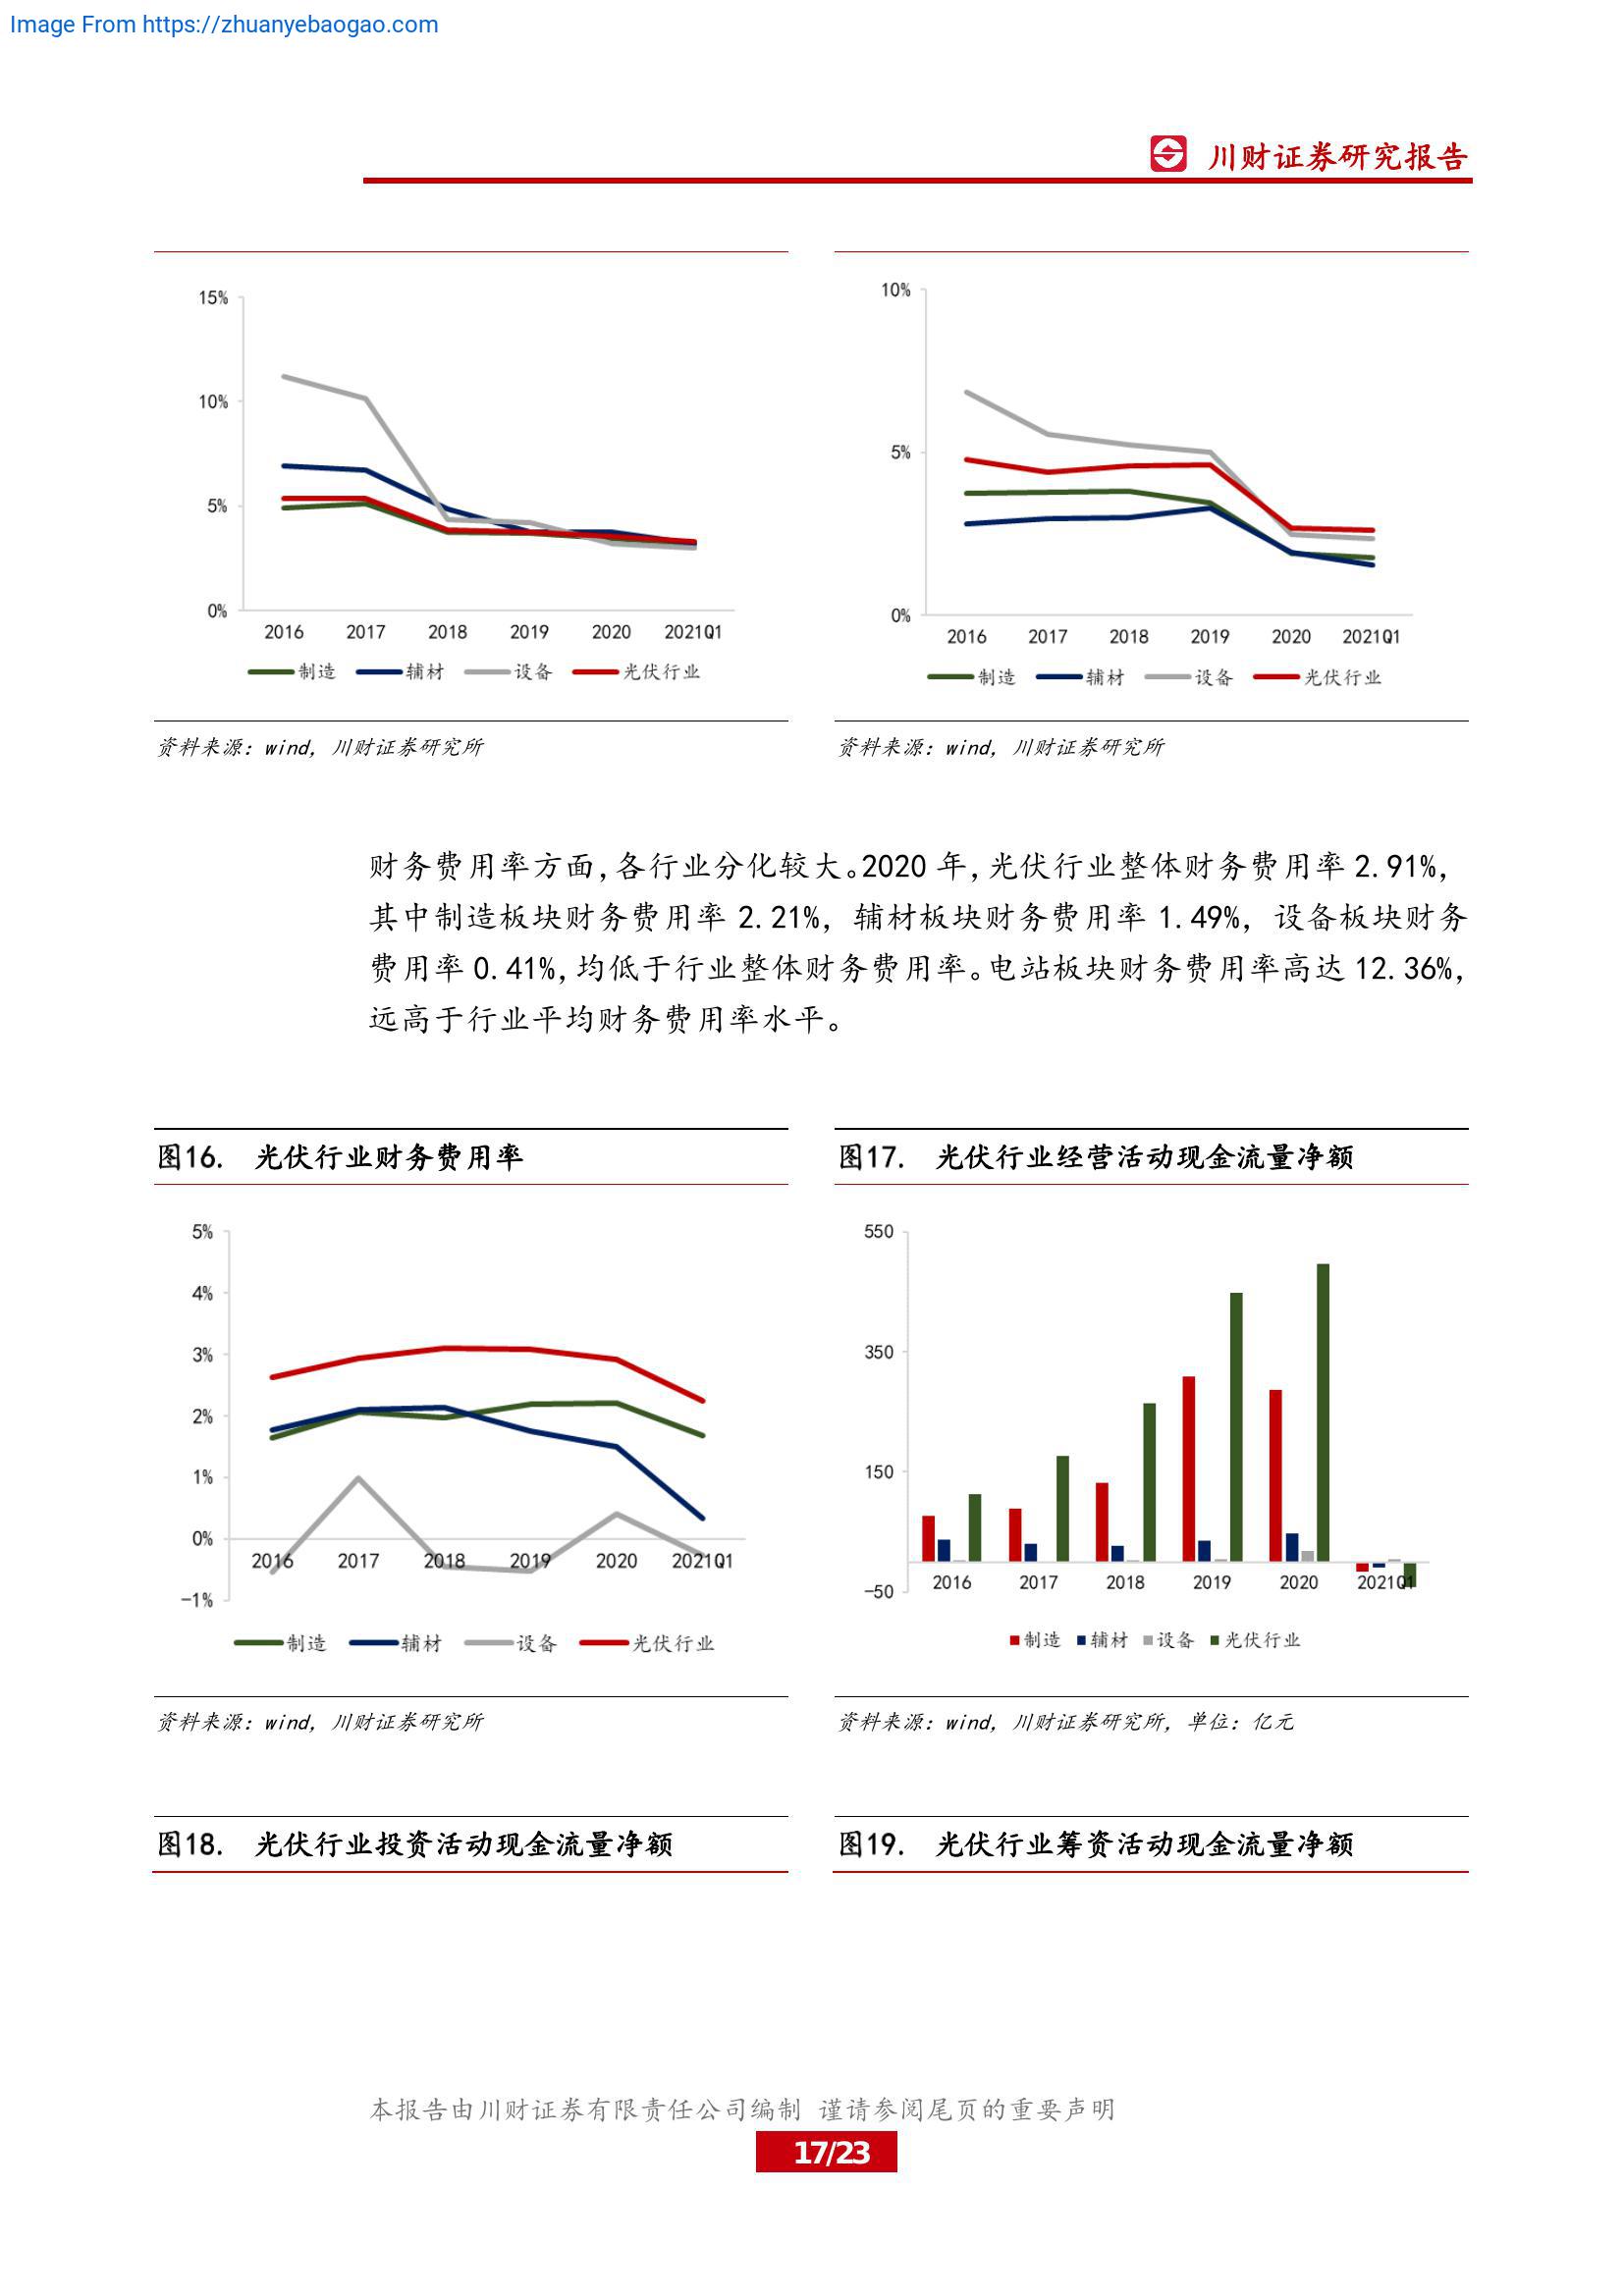 Image From https://zhuanyebaogao.com
川财证券研究报告
15%
10%
5%
0%
2016 2017 2018 2019 2020 2021Q1
制造 辅材 设备 光伏行业
资料来源：wind，川财证券研究所
10%
5%
0%
2016 2017 2018 2019 2020 2021Q1
制造 辅材 设备 光伏行业
资料来源：wind，川财证券研究所
财务费用率方面，各行业分化较大。2020 年，光伏行业整体财务费用率 2.91%，
其中制造板块财务费用率 2.21%，辅材板块财务费用率 1.49%，设备板块财务
费用率 0.41%，均低于行业整体财务费用率。电站板块财务费用率高达 12.36%，
远高于行业平均财务费用率水平。
图16. 光伏行业财务费用率
5%
4%
3%
2%
1%
0%
-1%
2016 2017 2018 2019 2020 2021Q1
制造 辅材 设备 光伏行业
资料来源：wind，川财证券研究所
图17. 光伏行业经营活动现金流量净额
550
350
150
-50
2016 2017 2018 2019 2020 2021Q1
制造 辅材 设备 光伏行业
资料来源：wind，川财证券研究所，单位：亿元
图18. 光伏行业投资活动现金流量净额
图19. 光伏行业筹资活动现金流量净额
本报告由川财证券有限责任公司编制 谨请参阅尾页的重要声明
17/23